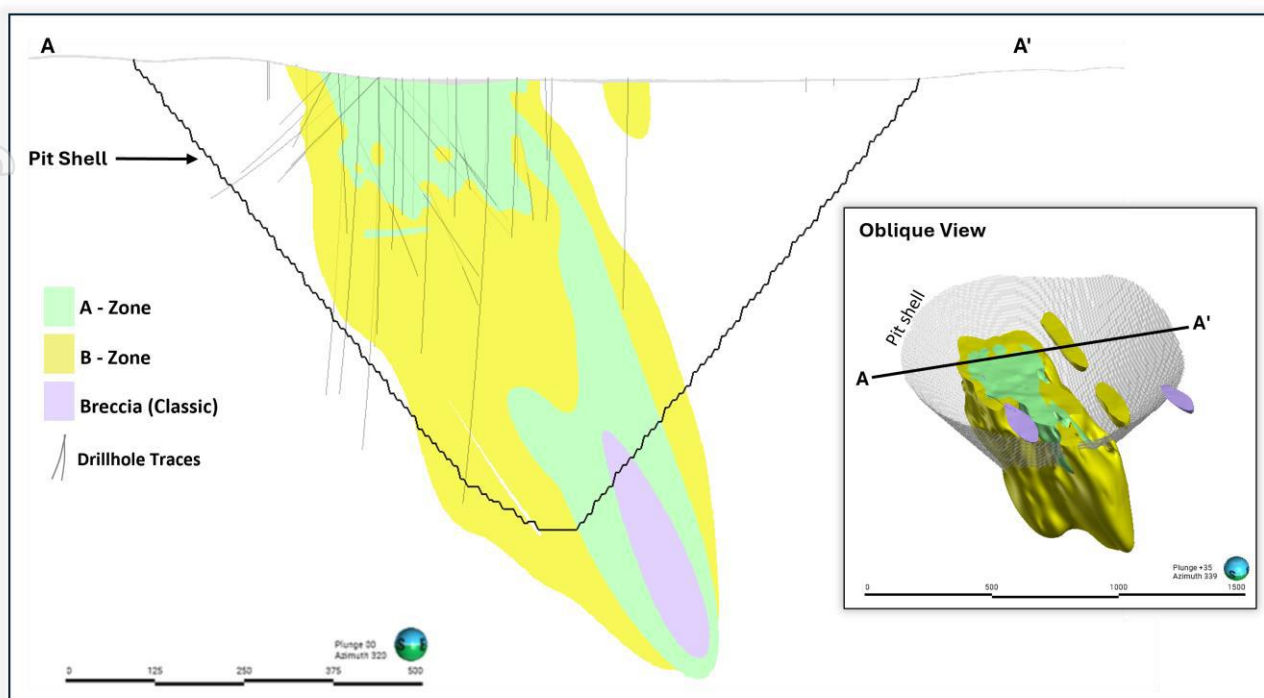 A
A'
Pit Shell
A - Zone
B - Zone
Breccia (Classic)
Drillhole Traces
Plunge 00
Azimuth 320
0 125 250 375 500
Oblique View
Pit shell
A'
A
Plunge +35
Azimuth 339
0 500 1000 1500